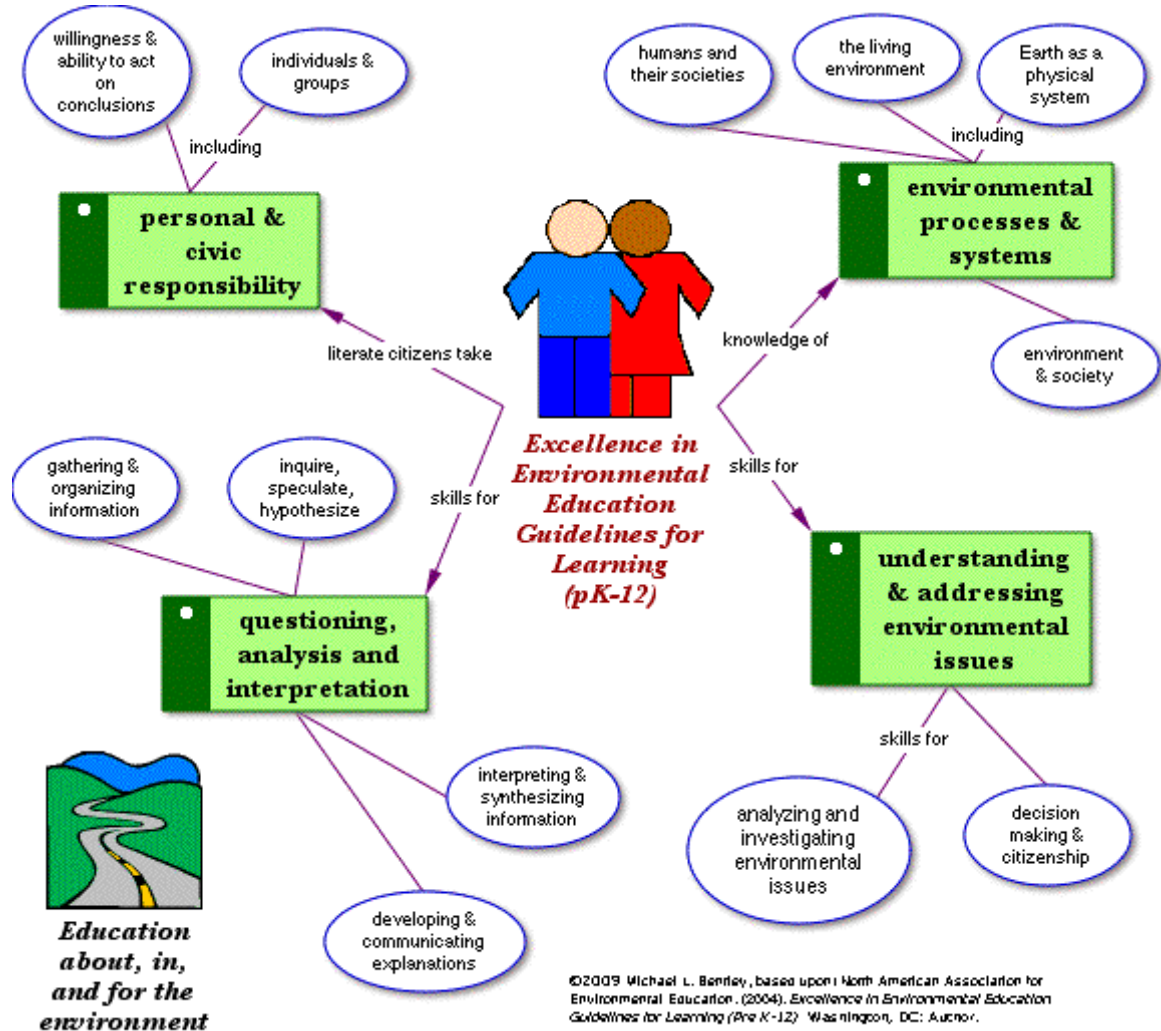 willingness &
ability to act
on
conclusions
individuals &
groups
including
personal &
civic
responsibility
literate citizens take
humans and
their societies
the living
environment
Earth as a
physical
system
including
environmental
processes &
systems
knowledge of
environment
& society
Excellence in
Environmental
Education
Guidelines for
Learning
(pK-12)
gathering &
organizing
information
inquire,
speculate,
hypothesize
skills for
questioning,
analysis and
interpretation
interpreting &
synthesizing
information
developing &
communicating
explanations
skills for
understanding
& addressing
environmental
issues
skills for
analyzing and
investigating
environmental
issues
decision
making &
citizenship
Education
about, in,
and for the
environment
©2009 Michael L. Bentley, based upon North American Association for
Environmental Education. (2004). Excellence in Environmental Education
Guidelines for Learning (Pre K-12) Washington, DC: Author.